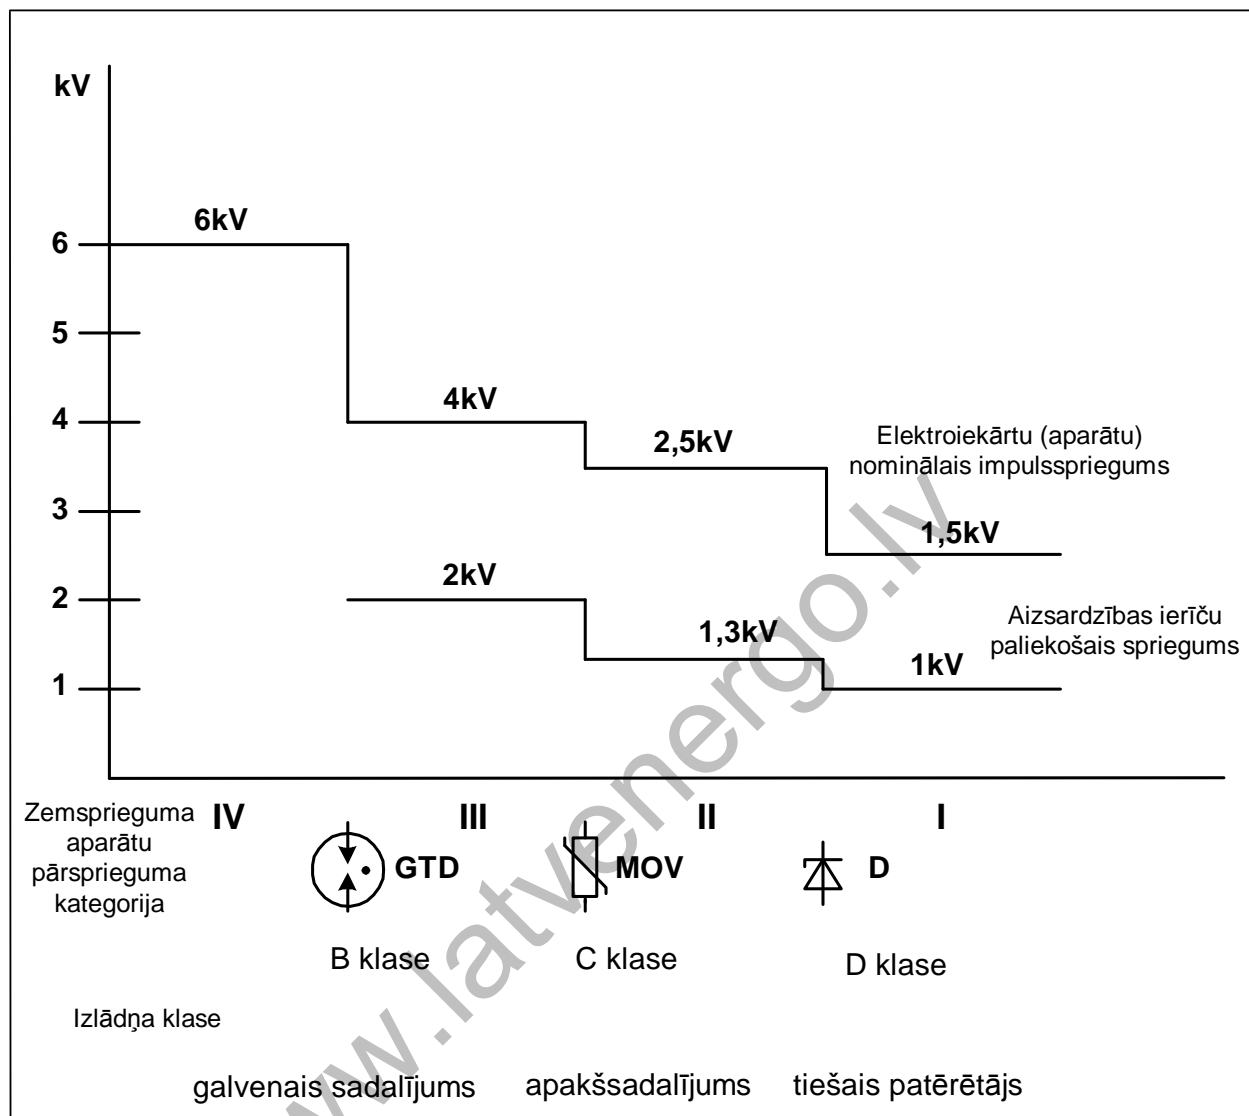 kV
6kV
6
5
4kV
4
2,5kV
Elektroiekārtu (aparātu)
nominālais impulsspriegums
3
1,5kV
2kV
2
1,3kV
Aizsardzības ierīču
paliekošais spriegums
1kV
1
Zemsprieguma
aparātu
pārsprieguma
kategorija
IV
III
II
I
GTD
MOV
D
B klase
C klase
D klase
Izlādņa klase
galvenais sadalījums
apakšsadalījums
tiešais patērētājs
www.latvenergo.lv